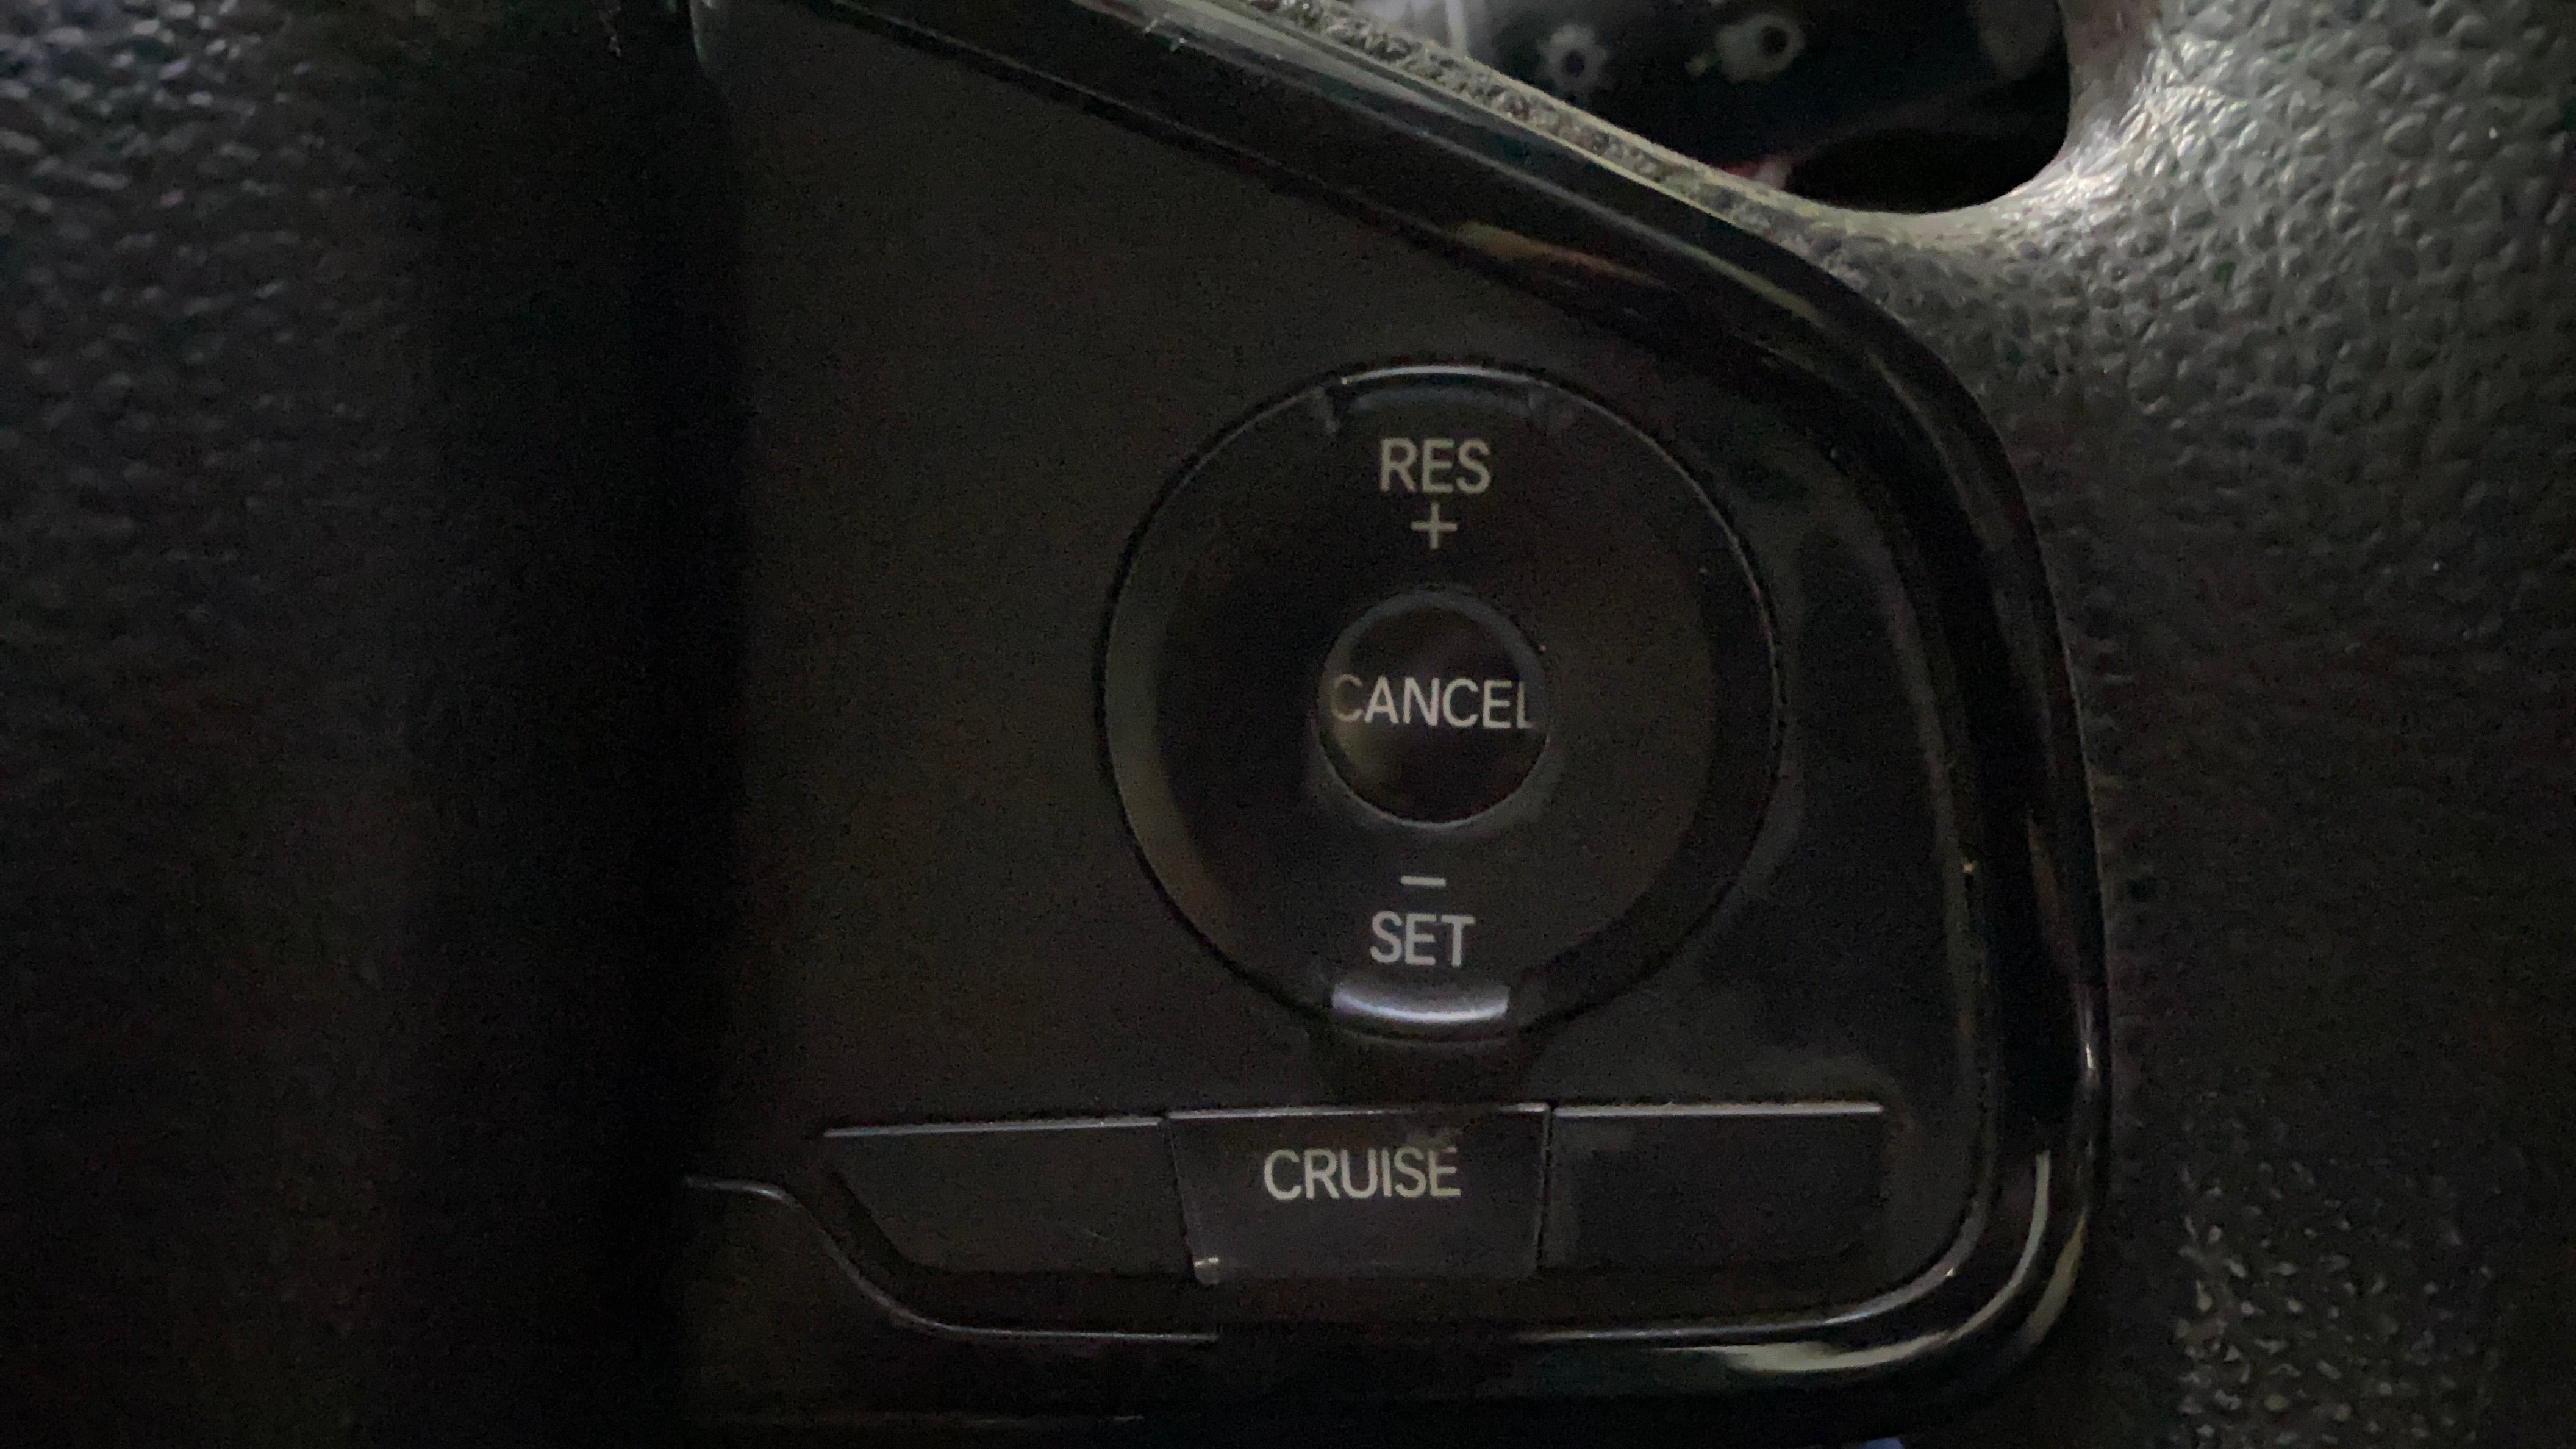 RES
+
CANCEL
–
SET
CRUISE